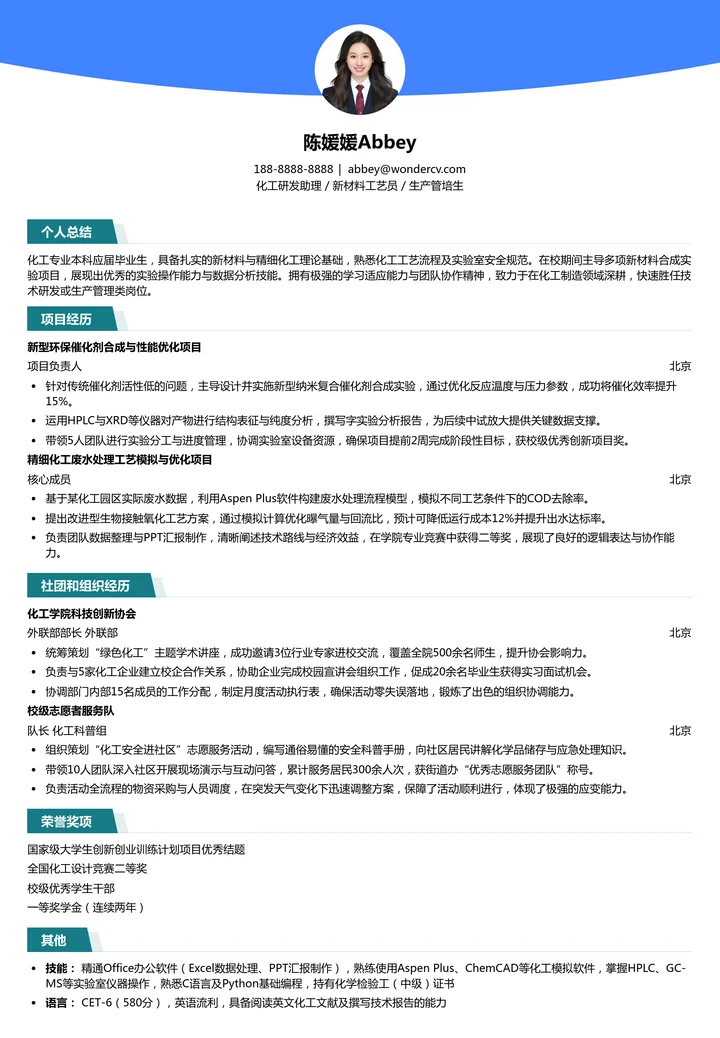 陈媛媛Abbey
188-8888-8888 | abbey@wondercv.com
化工研发助理 / 新材料工艺员 / 生产管培生
个人总结
化工专业本科应届毕业生，具备扎实的新材料与精细化工理论基础，熟悉化工工艺流程及实验室安全规范。在校期间主导多项新材料合成实
验项目，展现出优秀的实验操作能力与数据分析技能。拥有极强的学习适应能力与团队协作精神，致力于在化工制造领域深耕，快速胜任技
术研发或生产管理类岗位。
项目经历
新型环保催化剂合成与性能优化项目
项目负责人 北京
• 针对传统催化剂活性低的问题，主导设计并实施新型纳米复合催化剂合成实验，通过优化反应温度与压力参数，成功将催化效率提升
15%。
• 运用HPLC与XRD等仪器对产物进行结构表征与纯度分析，撰写字实验分析报告，为后续中试放大提供关键数据支撑。
• 带领5人团队进行实验分工与进度管理，协调实验室设备资源，确保项目提前2周完成阶段性目标，获校级优秀创新项目奖。
精细化工废水处理工艺模拟与优化项目
核心成员 北京
• 基于某化工园区实际废水数据，利用Aspen Plus软件构建废水处理流程模型，模拟不同工艺条件下的COD去除率。
• 提出改进型生物接触氧化工艺方案，通过模拟计算优化曝气量与回流比，预计可降低运行成本12%并提升出水达标率。
• 负责团队数据整理与PPT汇报制作，清晰阐述技术路线与经济效益，在学院专业竞赛中获得二等奖，展现了良好的逻辑表达与协作能
力。
社团和组织经历
化工学院科技创新协会
外联部部长 外联部 北京
• 统筹策划“绿色化工”主题学术讲座，成功邀请3位行业专家进校交流，覆盖全院500余名师生，提升协会影响力。
• 负责与5家化工企业建立校企合作关系，协助企业完成校园宣讲会组织工作，促成20余名毕业生获得实习面试机会。
• 协调部门内部15名成员的工作分配，制定月度活动执行表，确保活动零失误落地，锻炼了出色的组织协调能力。
校级志愿者服务队
队长 化工科普组 北京
• 组织策划“化工安全进社区”志愿服务活动，编写通俗易懂的安全科普手册，向社区居民讲解化学品储存与应急处理知识。
• 带领10人团队深入社区开展现场演示与互动问答，累计服务居民300余人次，获街道办“优秀志愿服务团队”称号。
• 负责活动全流程的物资采购与人员调度，在突发天气变化下迅速调整方案，保障了活动顺利进行，体现了极强的应变能力。
荣誉奖项
国家级大学生创新创业训练计划项目优秀结题
全国化工设计竞赛二等奖
校级优秀学生干部
一等奖学金（连续两年）
其他
• 技能： 精通Office办公软件（Excel数据处理、PPT汇报制作），熟练使用Aspen Plus、ChemCAD等化工模拟软件，掌握HPLC、GC-
MS等实验室仪器操作，熟悉C语言及Python基础编程，持有化学检验工（中级）证书
• 语言： CET-6（580分），英语流利，具备阅读英文化工文献及撰写技术报告的能力